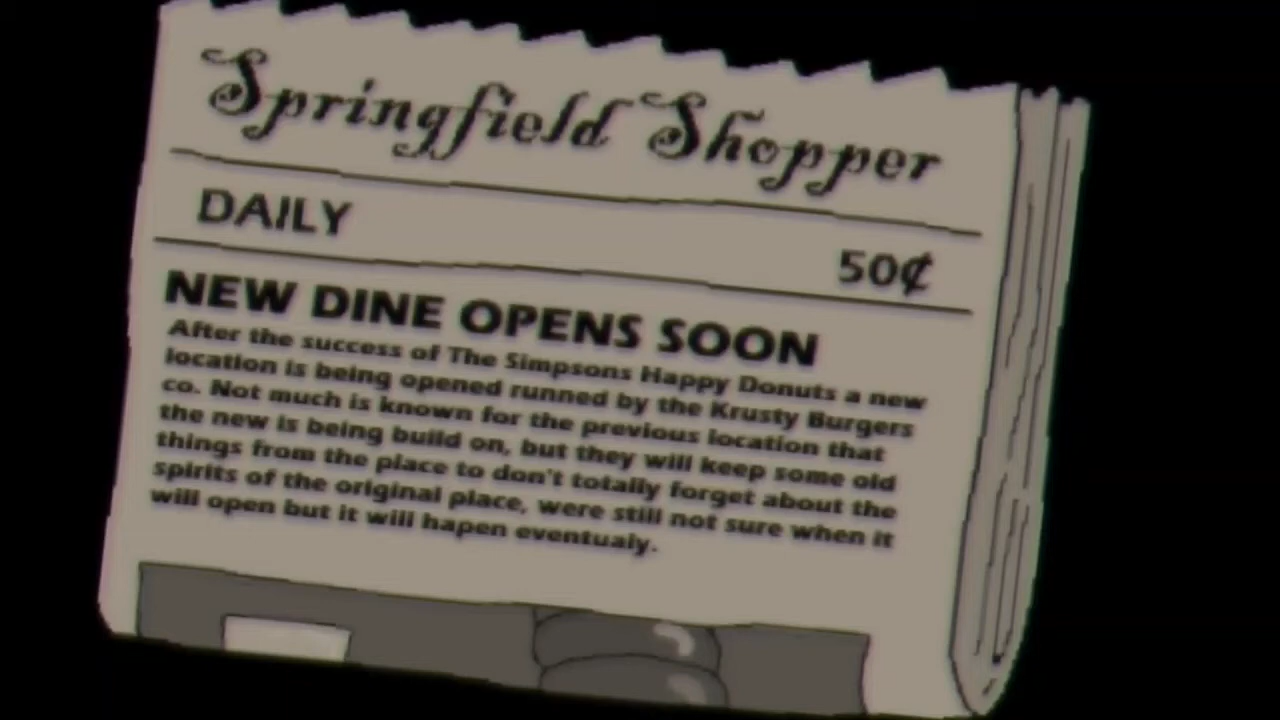 Springfield Shopper
DAILY
50¢
NEW DINE OPENS SOON
After the success of The Simpsons Happy Donuts a new
location is being opened runned by the Krusty Burgers
co. Not much is known for the previous location that
the new is being build on, but they will keep some old
things from the place to don't totally forget about the
spirits of the original place, were still not sure when it
will open but it will hapen eventualy.